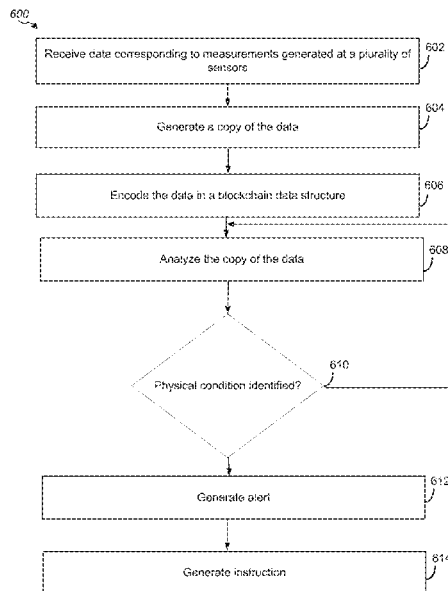 600
Receive data corresponding to measurements generated at a plurality of
sensors
602
Generate a copy of the data
604
Encode the data in a blockchain data structure
606
Analyze the copy of the data
608
Physical condition identified?
610
Generate alert
612
Generate instruction
614